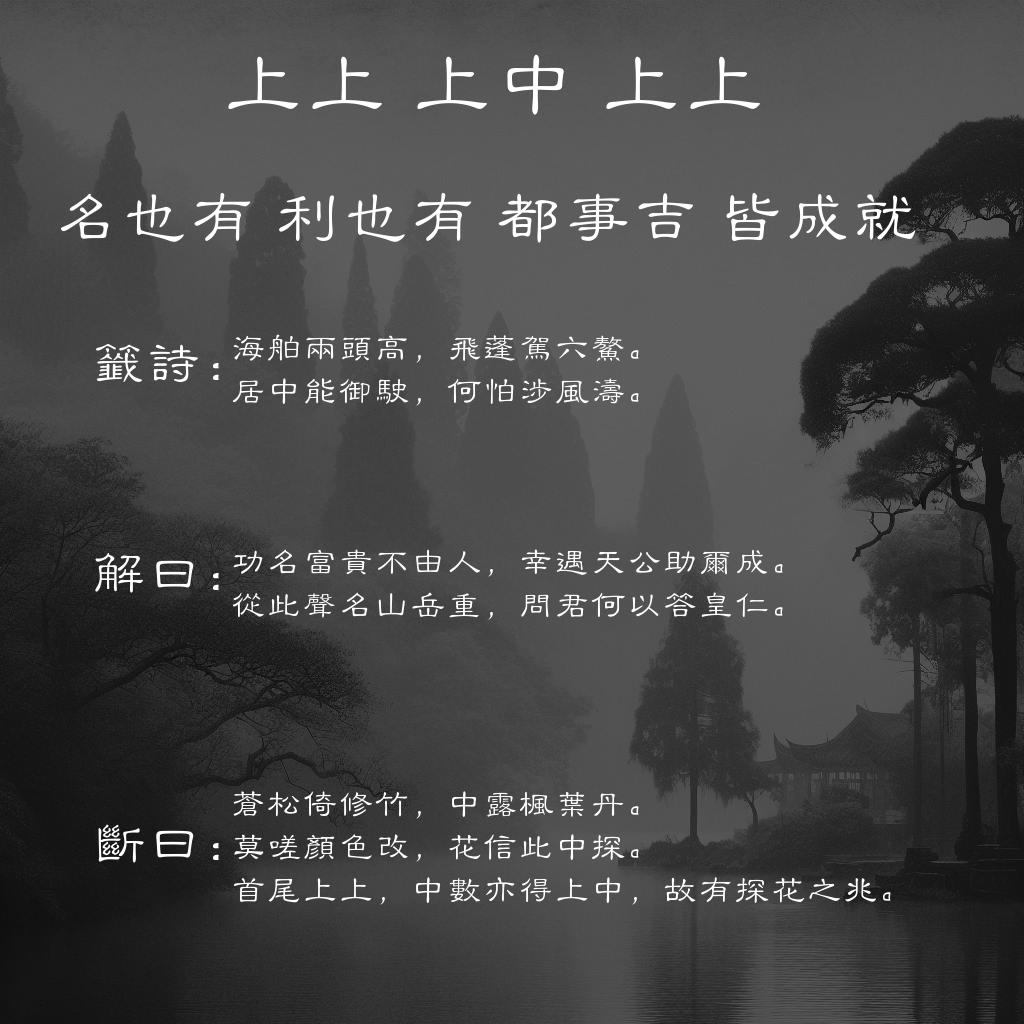 上上 上中 上上
名也有 利也有 都事吉 皆成就
籤詩：海舶兩頭高，飛蓬駕六鰲。
居中能御駛，何怕涉風濤。
解曰：功名富貴不由人，幸遇天公助爾成。
從此聲名山岳重，問君何以答皇仁。
斷曰：蒼松倚修竹，中露楓葉丹。
莫嗟顏色改，花信此中探。
首尾上上，中數亦得上中，故有探花之兆。